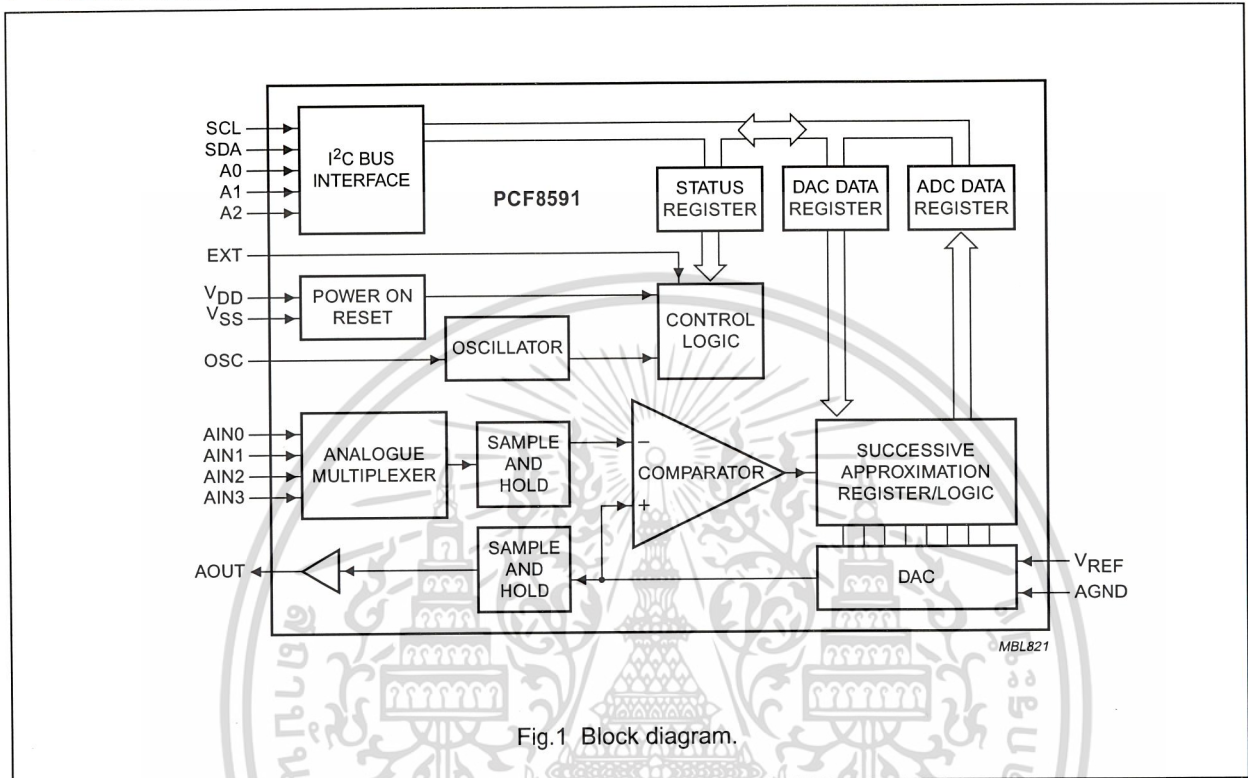 SCL
SDA
A0
A1
A2
I²C BUS
INTERFACE
PCF8591
STATUS
REGISTER
DAC DATA
REGISTER
ADC DATA
REGISTER
EXT
VDD
VSS
POWER ON
RESET
OSC
OSCILLATOR
CONTROL
LOGIC
AIN0
AIN1
AIN2
AIN3
ANALOGUE
MULTIPLEXER
SAMPLE
AND
HOLD
−
COMPARATOR
+
SUCCESSIVE
APPROXIMATION
REGISTER/LOGIC
AOUT
SAMPLE
AND
HOLD
DAC
VREF
AGND
MBL821
Fig.1 Block diagram.